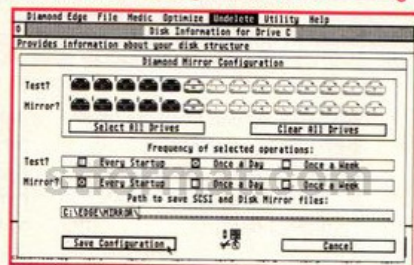 Diamond Edge File Medic Optimize Undelete Utility Help
Disk Information for Drive C
Provides information about your disk structure
Diamond Mirror Configuration
Test?
Mirror?
Select All Drives Clear All Drives
Frequency of selected operations:
Test? Every Startup Once a Day Once a Week
Mirror? Every Startup Once a Day Once a Week
Path to save SCSI and Disk Mirror files:
C:\EDGE\MIRROR\
Save Configuration Cancel